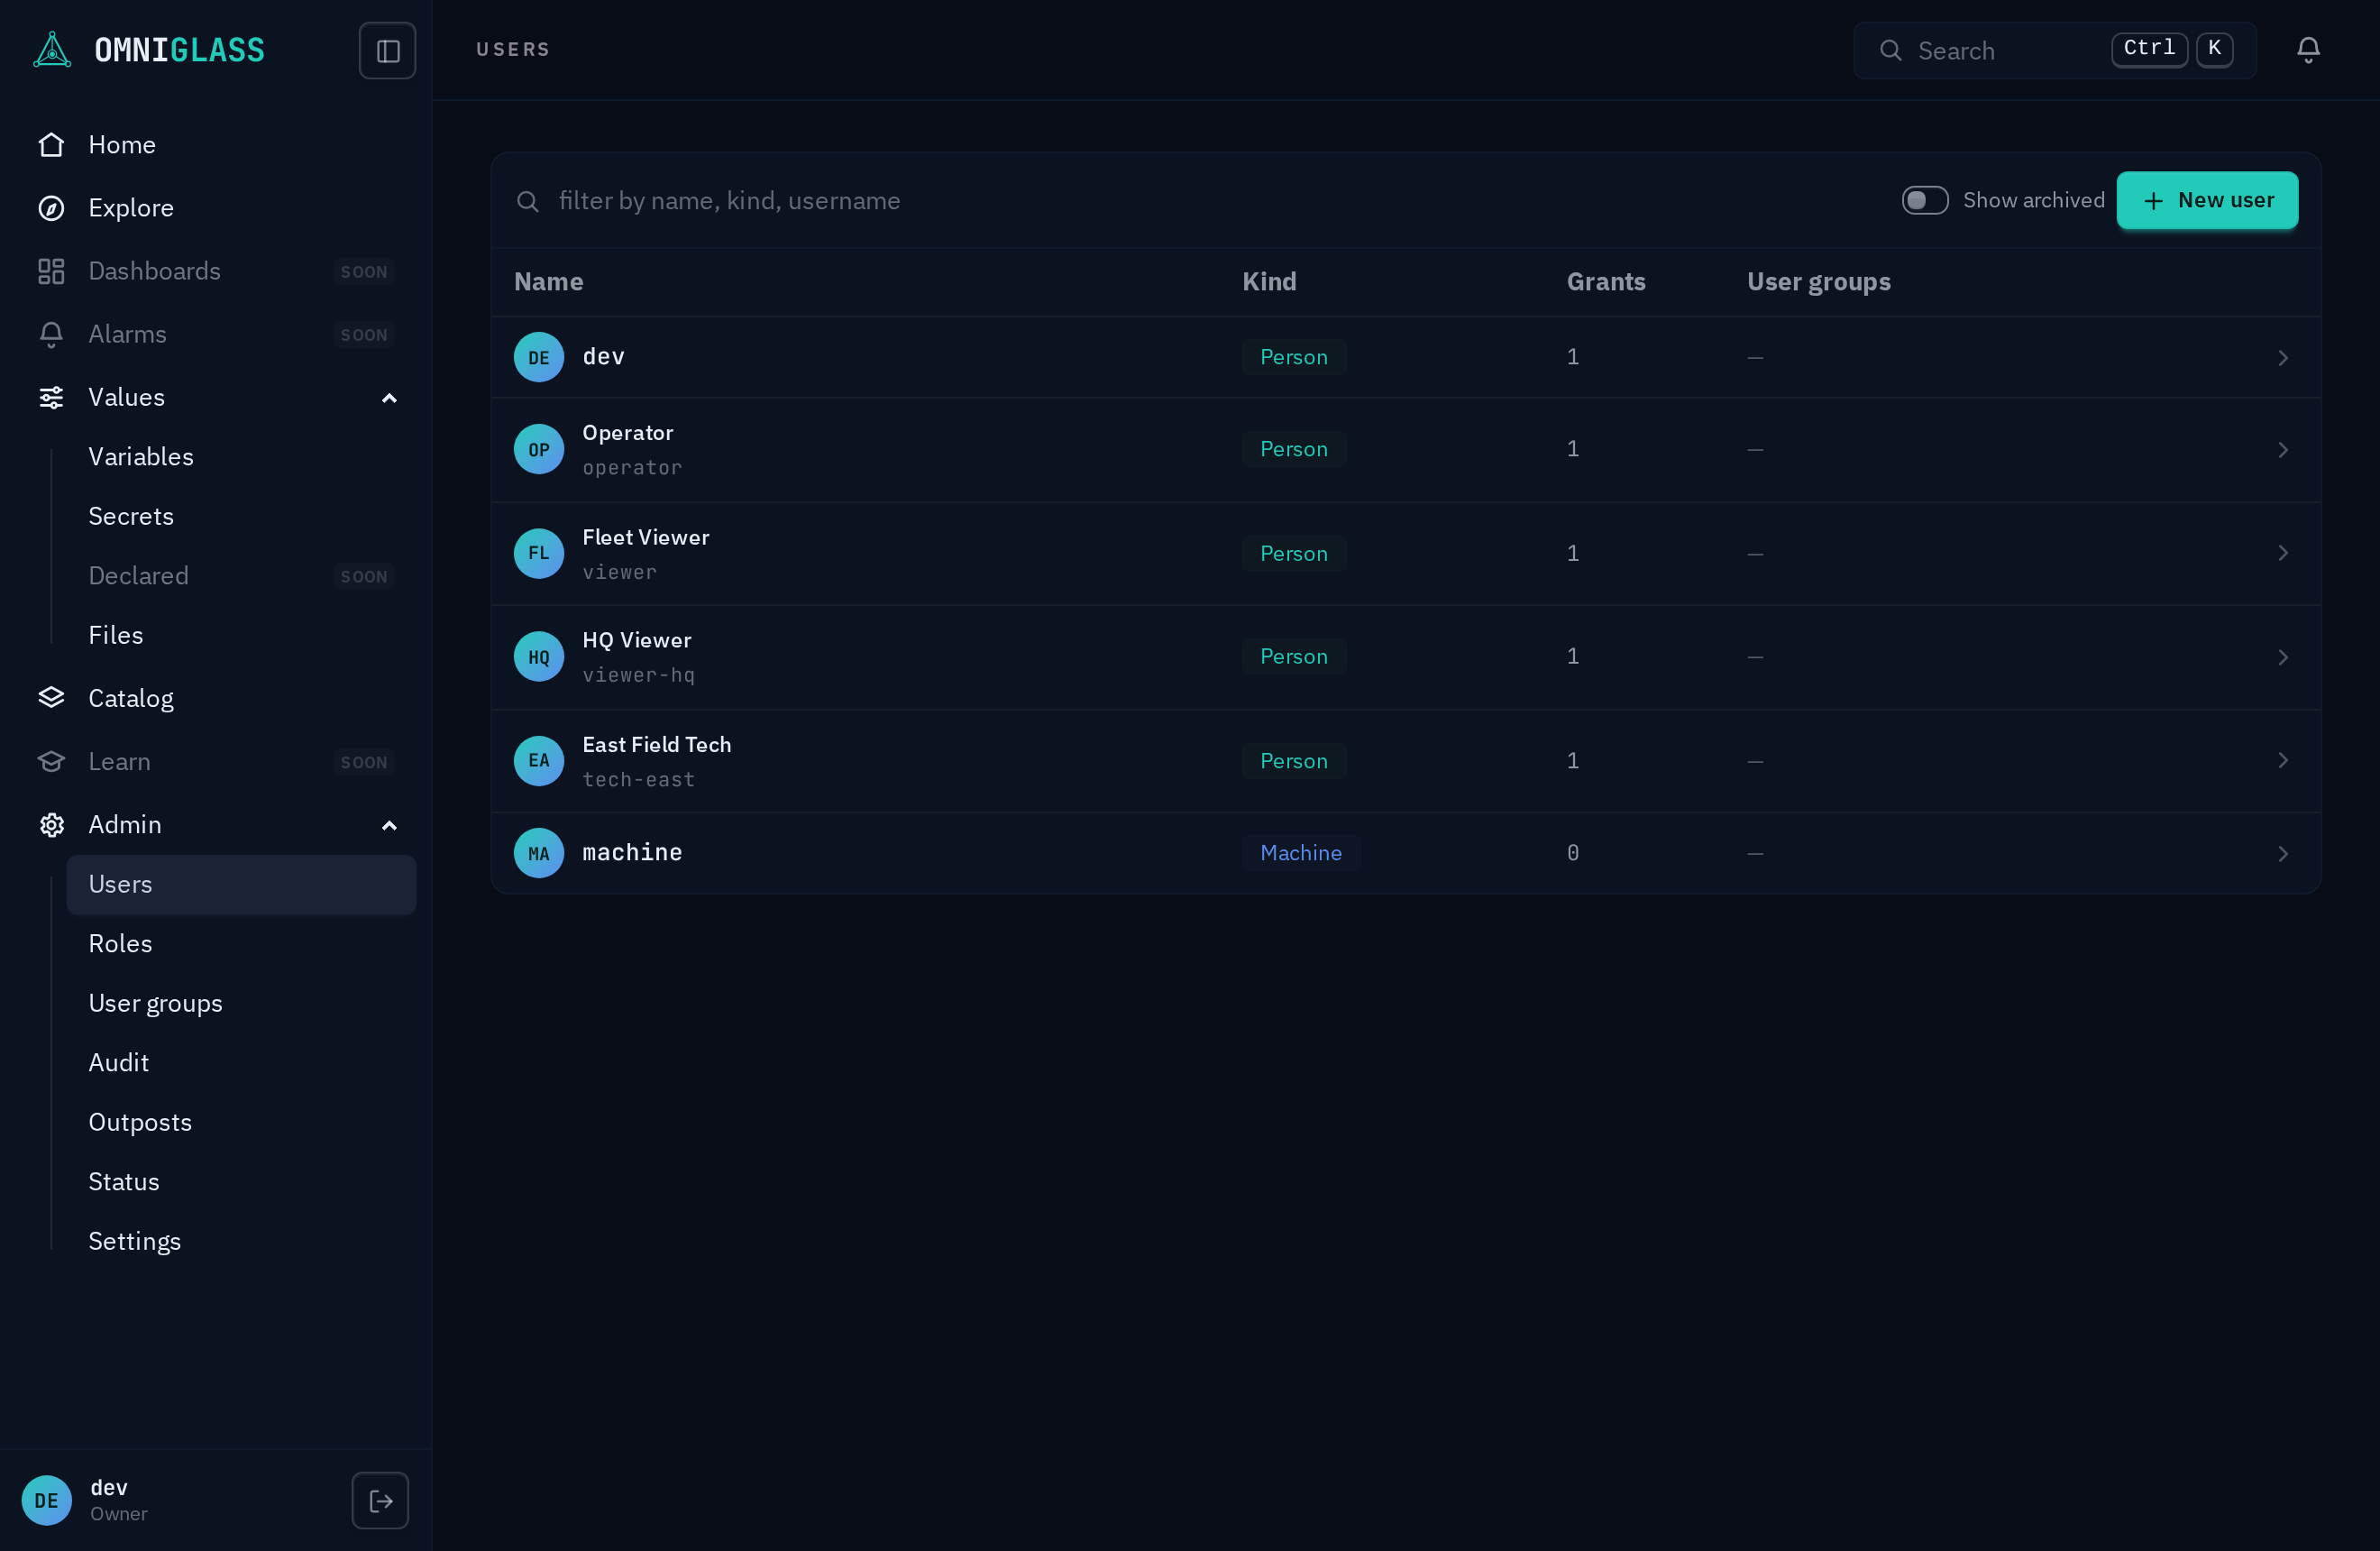 OMNIGLASS
USERS
Search Ctrl K
Home
Explore
Dashboards SOON
Alarms SOON
Values
Variables
Secrets
Declared SOON
Files
Catalog
Learn SOON
Admin
Users
Roles
User groups
Audit
Outposts
Status
Settings
DE dev
Owner
filter by name, kind, username Show archived + New user
Name Kind Grants User groups
DE dev Person 1 —
OP Operator Person 1 —
operator
FL Fleet Viewer Person 1 —
viewer
HQ HQ Viewer Person 1 —
viewer-hq
EA East Field Tech Person 1 —
tech-east
MA machine Machine 0 —